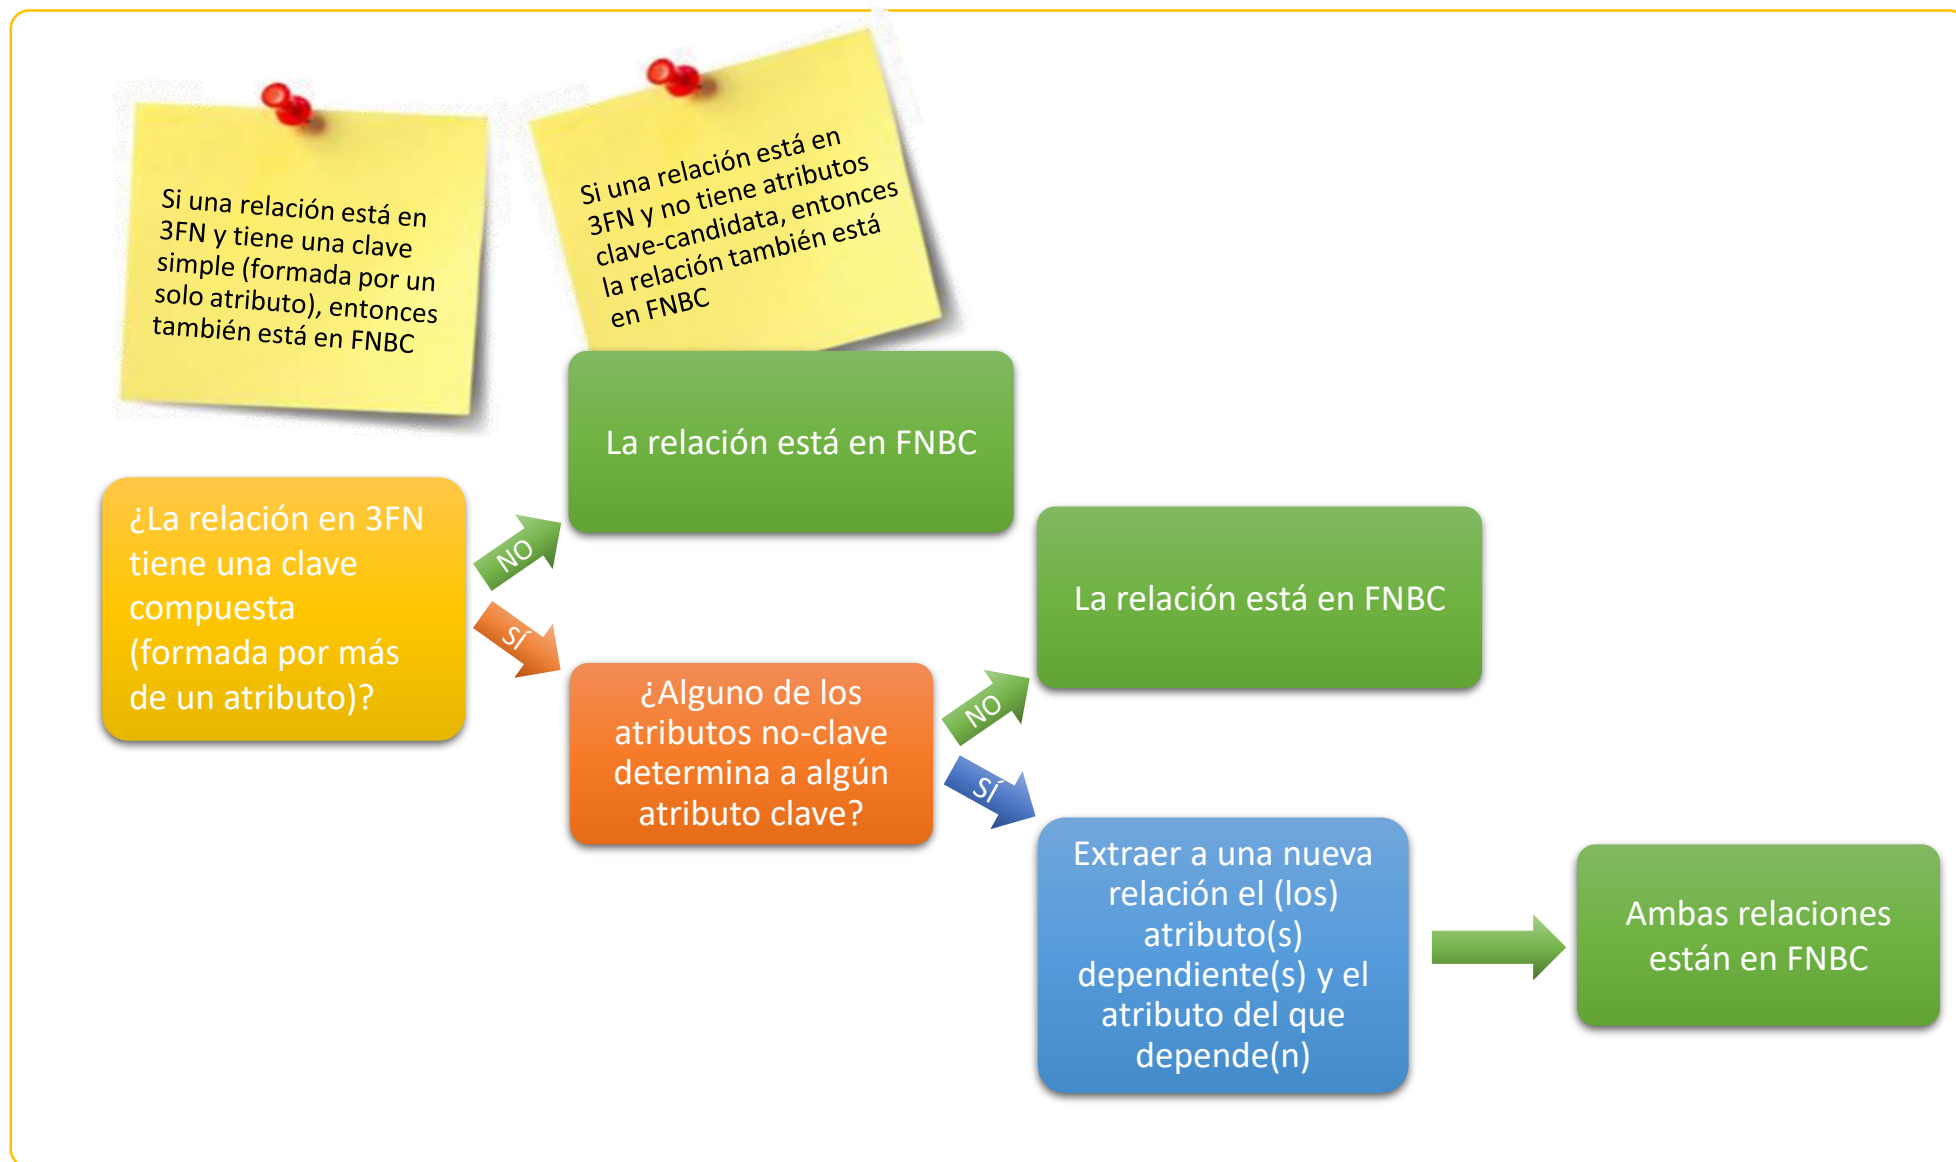 Si una relación está en
3FN y tiene una clave
simple (formada por un
solo atributo), entonces
también está en FNBC
Si una relación está en
3FN y no tiene atributos
clave-candidata, entonces
la relación también está
en FNBC
La relación está en FNBC
¿La relación en 3FN
tiene una clave
compuesta
(formada por más
de un atributo)?
NO
SÍ
La relación está en FNBC
¿Alguno de los
atributos no-clave
determina a algún
atributo clave?
NO
SÍ
Extraer a una nueva
relación el (los)
atributo(s)
dependiente(s) y el
atributo del que
depende(n)
Ambas relaciones
están en FNBC